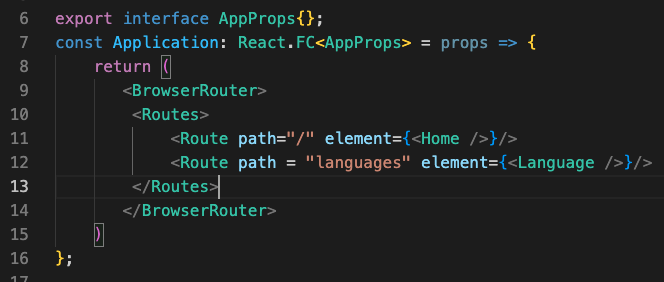 6 export interface AppProps{};
7 const Application: React.FC<AppProps> = props => {
8 return (
9 <BrowserRouter>
10 <Routes>
11 <Route path="/" element={<Home />}/>
12 <Route path = "languages" element={<Language />}/>
13 </Routes>
14 </BrowserRouter>
15 )
16 };
17